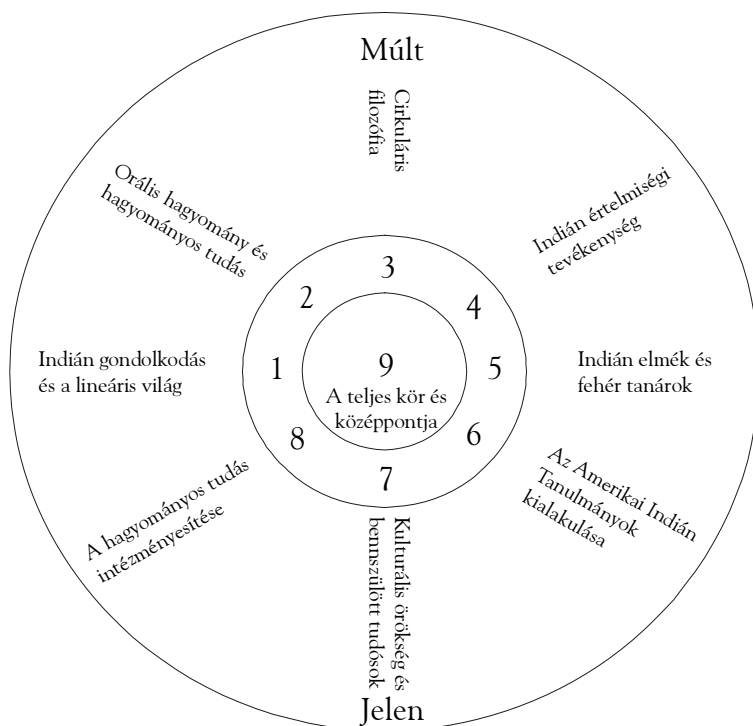 Múlt
Cirkuláris
filozófia
Orális hagyomány és
hagyományos tudás
Indián értelmiségi
tevékenység
3
2
4
Indián gondolkodás
és a lineáris világ
1
9
A teljes kör és
középpontja
5
Indián elmék és
fehér tanárok
8
6
7
A hagyományos tudás
intézményesítése
Az Amerikai Indián
Tanulmányok
kialakulása
Kulturális örökség és
bennszülött tudósok
Jelen